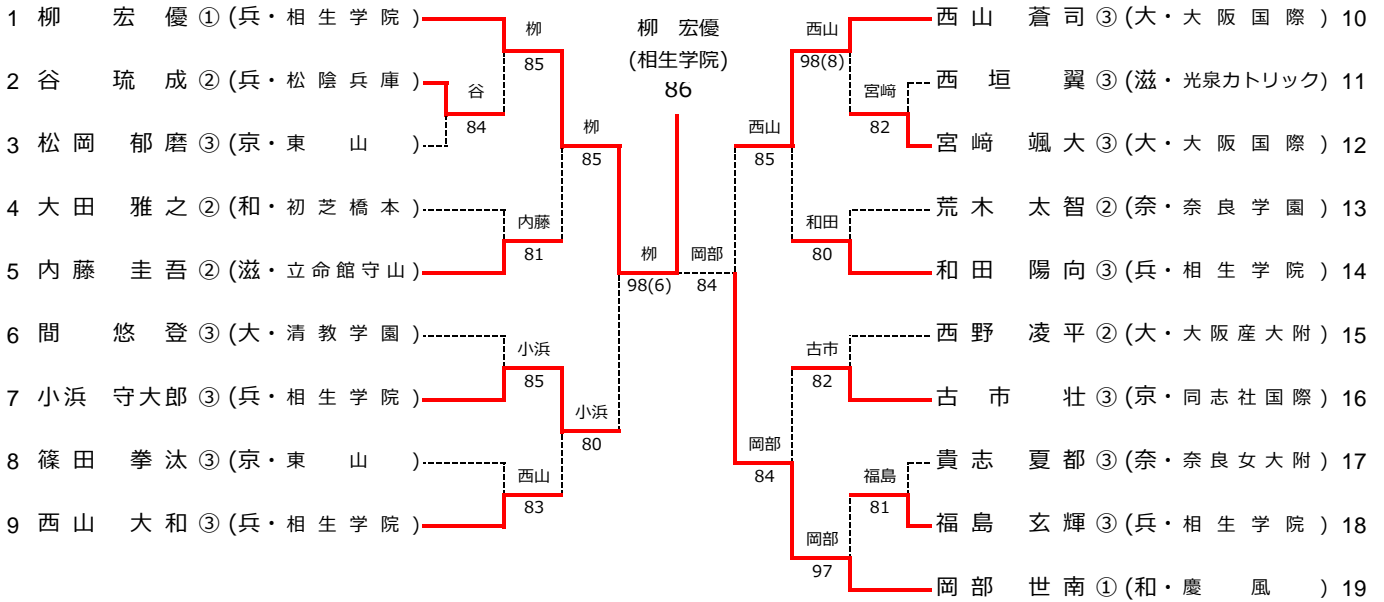 1 柳 宏 優 ① (兵・相 生 学 院 )
2 谷 琉 成 ② (兵・松 陰 兵 庫 )
3 松 岡 郁 磨 ③ (京・東 山 )
4 大 田 雅 之 ② (和・初 芝 橋 本 )
5 内 藤 圭 吾 ② (滋・立 命 館 守 山 )
6 間 悠 登 ③ (大・清 教 学 園 )
7 小 浜 守大郎 ③ (兵・相 生 学 院 )
8 篠 田 拳 汰 ③ (京・東 山 )
9 西 山 大 和 ③ (兵・相 生 学 院 )
谷
84
柳
85
内藤
81
小浜
85
西山
83
柳
85
小浜
80
柳
98(6)
柳 宏優
(相生学院)
86
岡部
84
西山
85
岡部
84
西山
98(8)
和田
80
古市
82
岡部
97
宮﨑
82
福島
81
西 山 蒼 司 ③ (大・大 阪 国 際 ) 10
西 垣 翼 ③ (滋・光泉カトリック) 11
宮 﨑 颯 大 ③ (大・大 阪 国 際 ) 12
荒 木 太 智 ② (奈・奈 良 学 園 ) 13
和 田 陽 向 ③ (兵・相 生 学 院 ) 14
西 野 凌 平 ② (大・大 阪 産 大 附 ) 15
古 市 壮 ③ (京・同 志 社 国 際 ) 16
貴 志 夏 都 ③ (奈・奈 良 女 大 附 ) 17
福 島 玄 輝 ③ (兵・相 生 学 院 ) 18
岡 部 世 南 ① (和・慶 風 ) 19